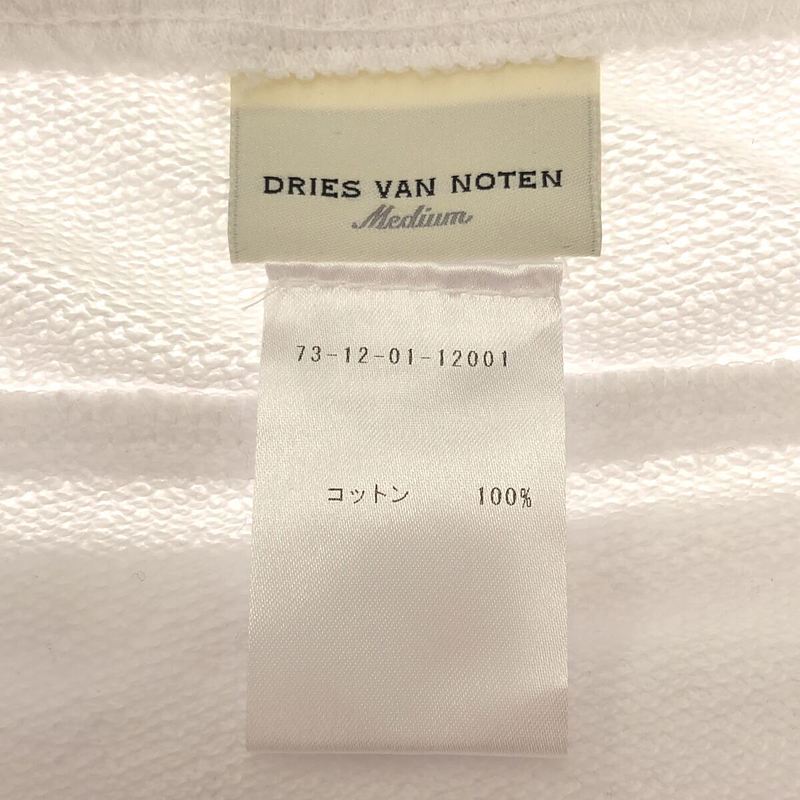 DRIES VAN NOTEN
Medium
73-12-01-12001
コットン 100%